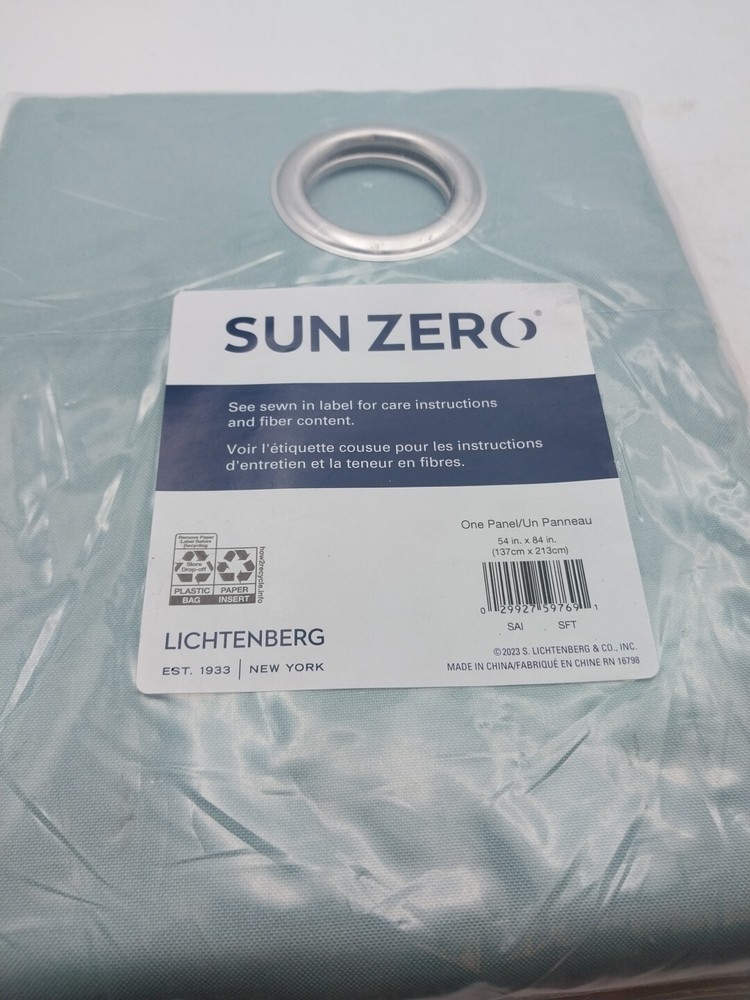 SUN ZERO®
See sewn in label for care instructions
and fiber content.
Voir l'étiquette cousue pour les instructions
d'entretien et la teneur en fibres.
One Panel/Un Panneau
54 in. x 84 in.
(137cm x 213cm)
Remove Paper
Label Before
Recycling
Store
Drop-off
PLASTIC
BAG
PAPER
INSERT
how2recycle.info
0 29927 59769 1
SAI SFT
LICHTENBERG
EST. 1933 | NEW YORK
©2023 S. LICHTENBERG & CO., INC.
MADE IN CHINA/FABRIQUÉ EN CHINE RN 16798